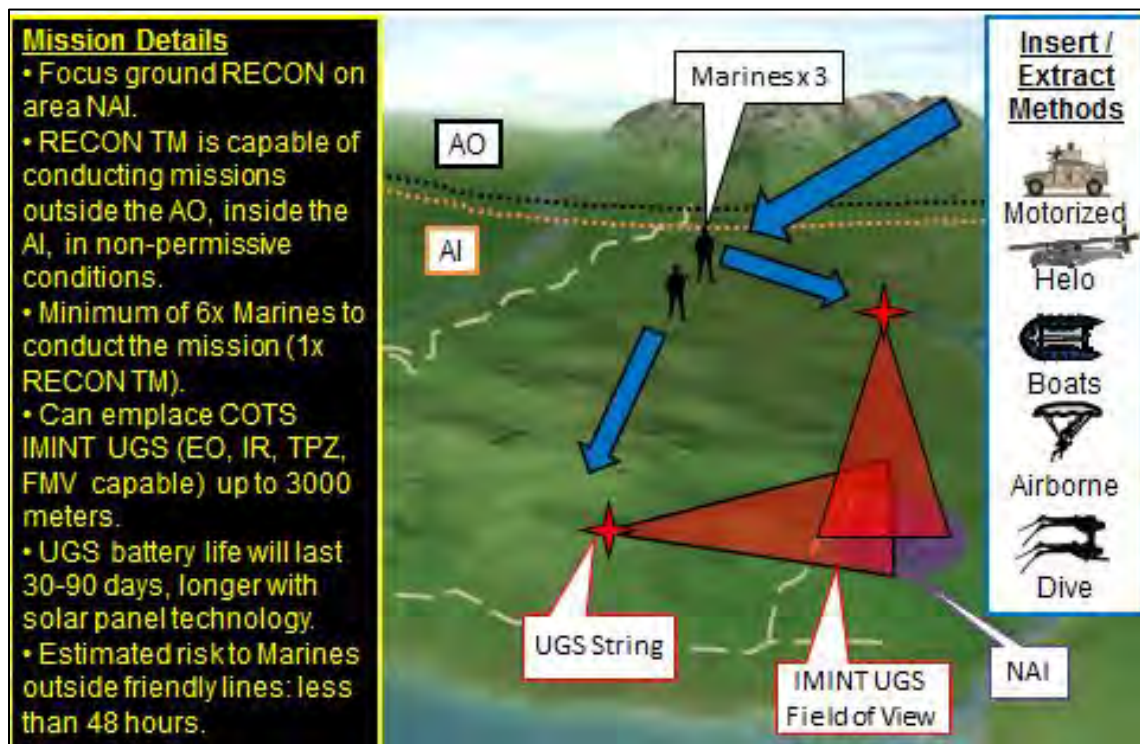 Mission Details
• Focus ground RECON on
area NAI.
• RECON TM is capable of
conducting missions
outside the AO, inside the
AI, in non-permissive
conditions.
• Minimum of 6x Marines to
conduct the mission (1x
RECON TM).
• Can emplace COTS
IMINT UGS (EO, IR, TPZ,
FMV capable) up to 3000
meters.
• UGS battery life will last
30-90 days, longer with
solar panel technology.
• Estimated risk to Marines
outside friendly lines: less
than 48 hours.
Marines x 3
AO
AI
UGS String
IMINT UGS
Field of View
NAI
Insert /
Extract
Methods
Motorized
Helo
Boats
Airborne
Dive